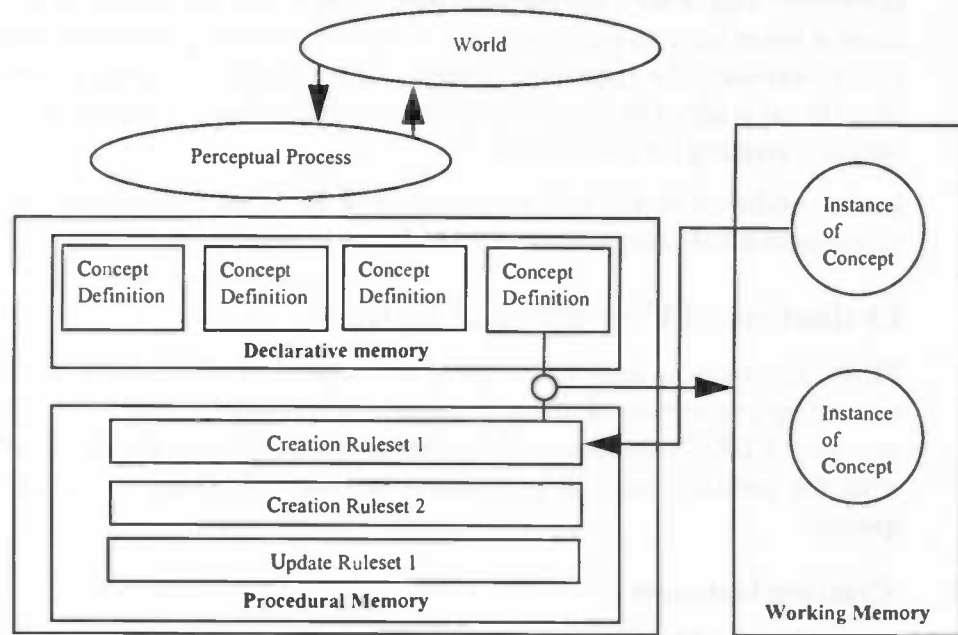 World
Perceptual Process
Instance
of
Concept
Concept
Definition
Concept
Definition
Concept
Definition
Concept
Definition
Declarative memory
Instance
of
Concept
Creation Ruleset 1
Creation Ruleset 2
Update Ruleset 1
Procedural Memory
Working Memory